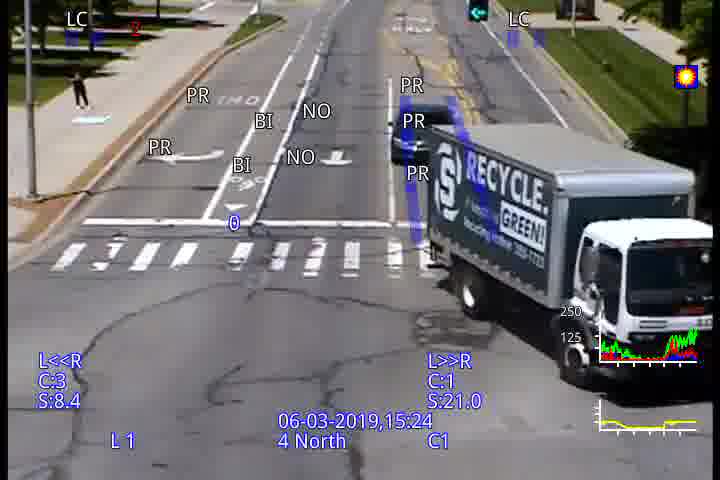 LC
LC
2
PR
PR
NO
PR
BI
PR
NO
BI
PR
0
RECYCLE.
GREEN!
S
250
125
L<<R
C:3
S:8.4
L>>R
C:1
S:21.0
06-03-2019,15:24
L 1
4 North
C1